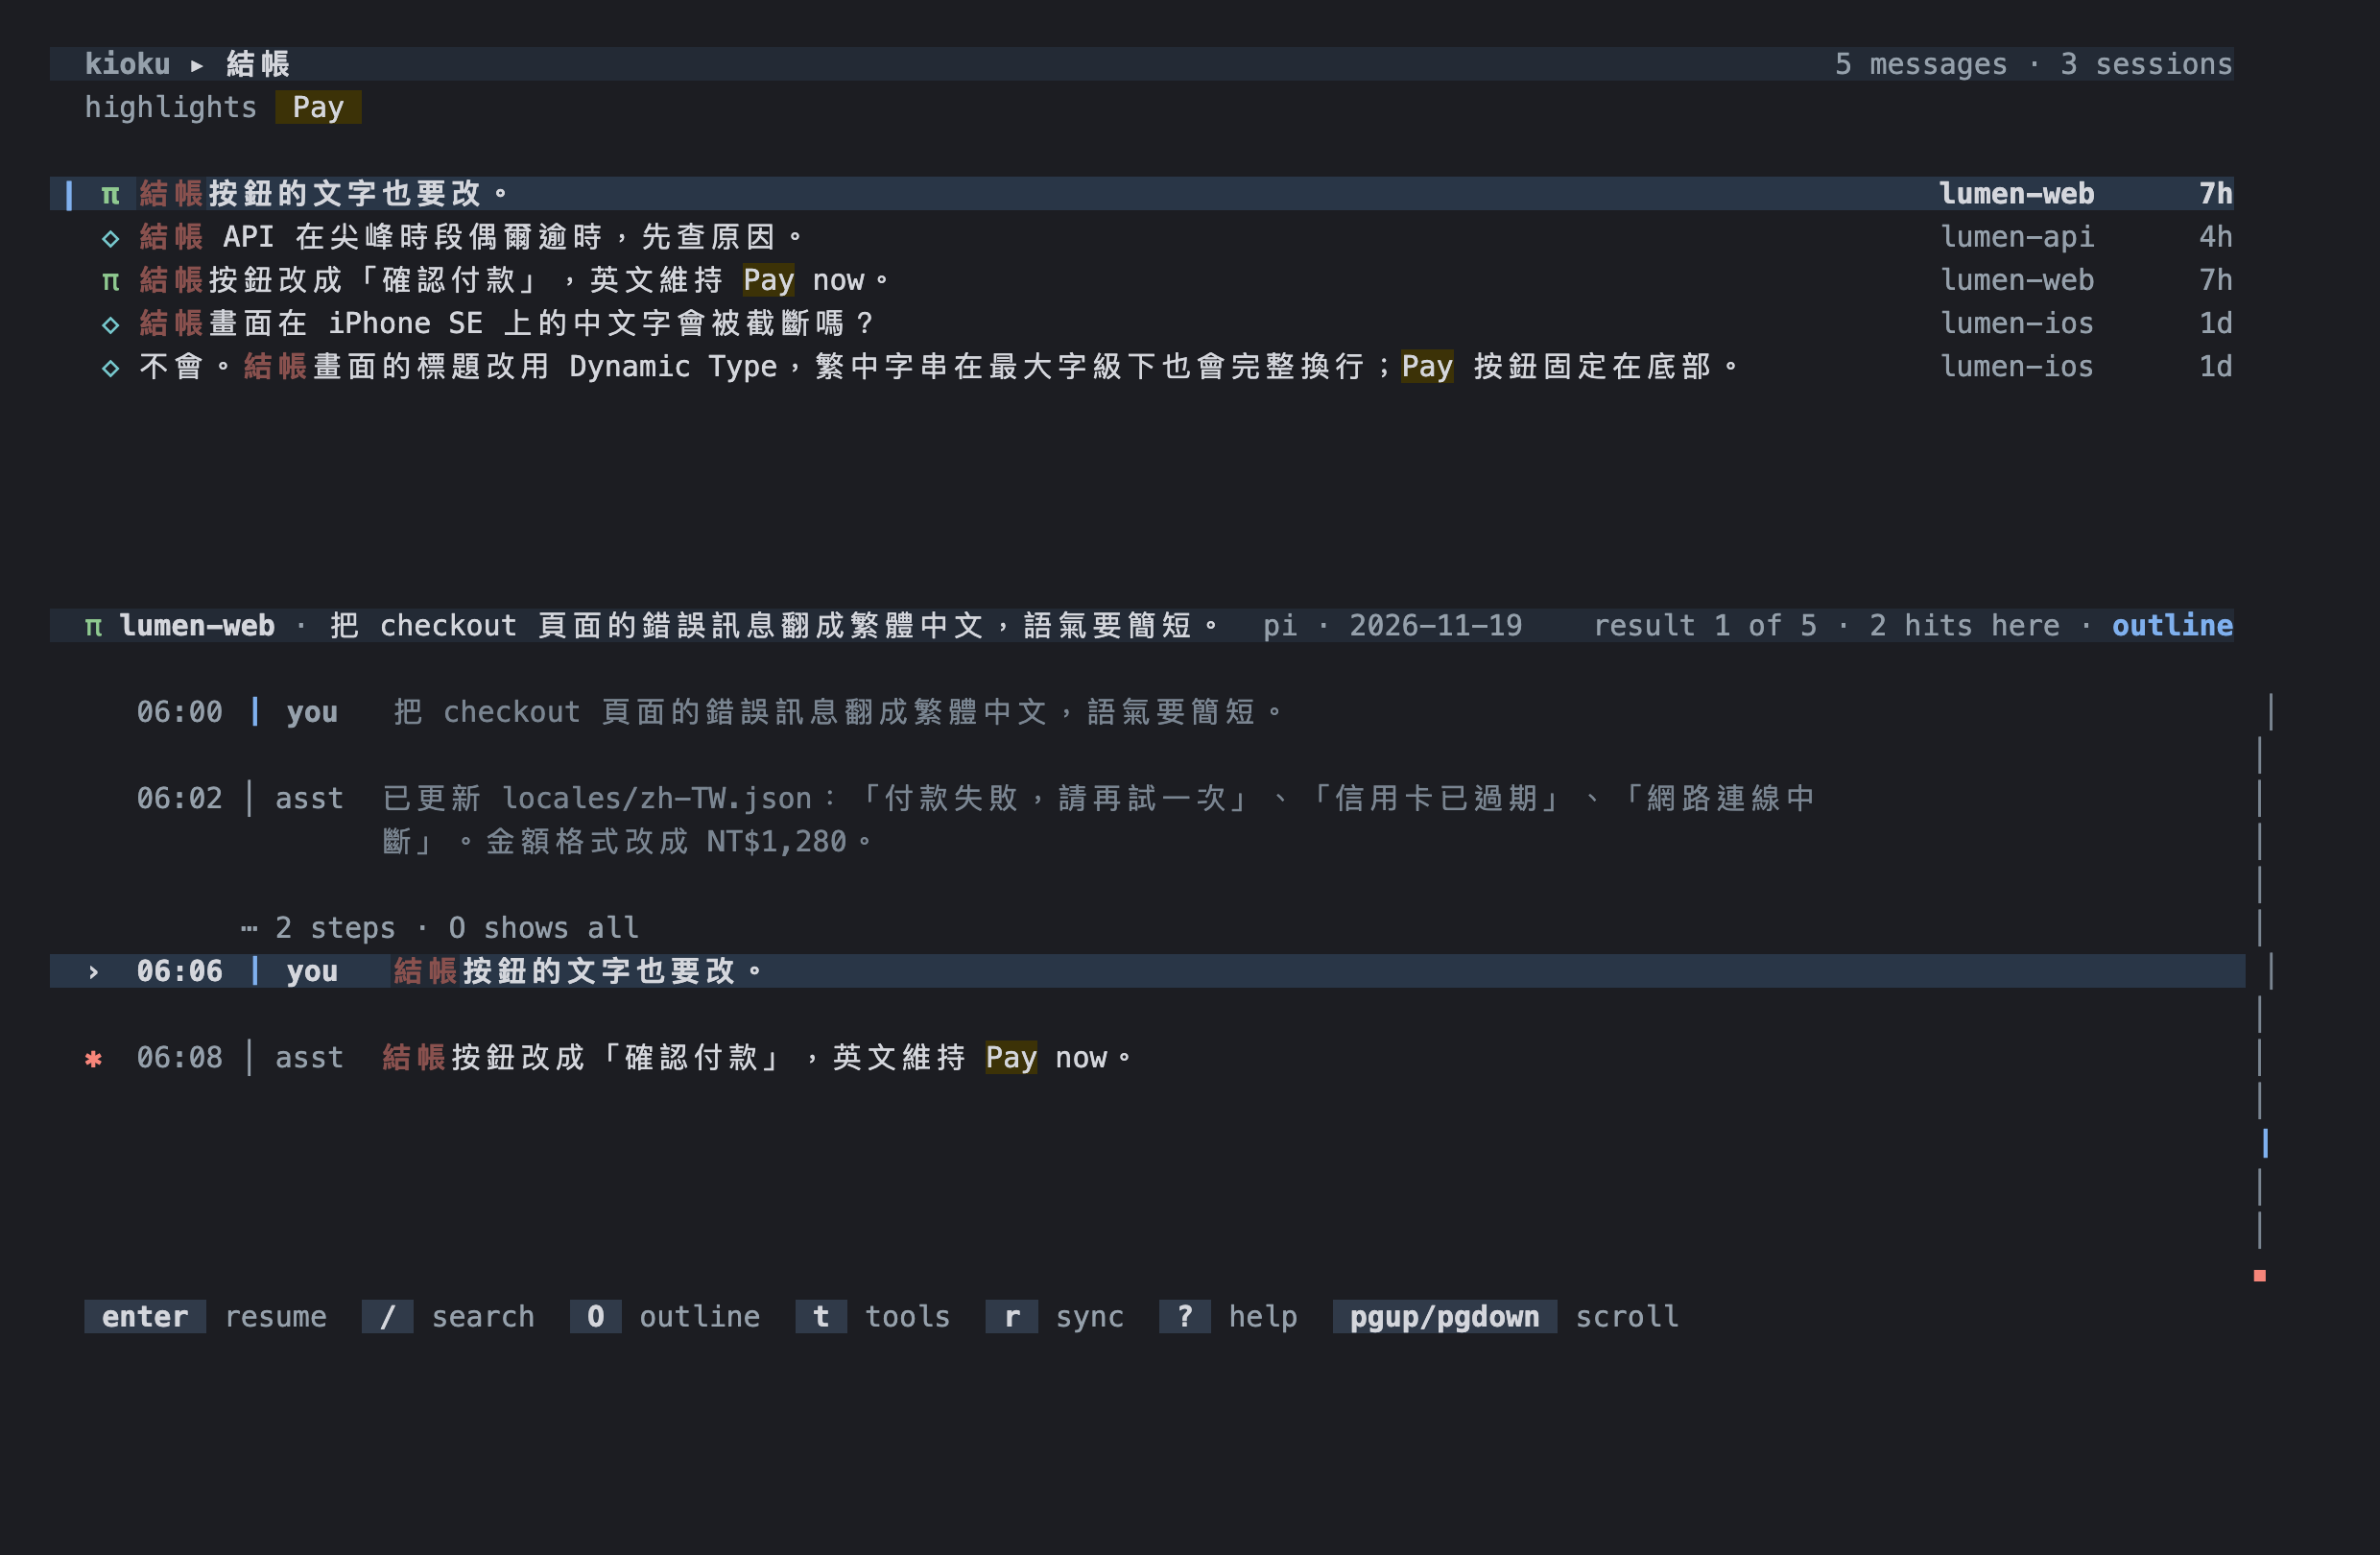 kioku ▸ 結帳 5 messages · 3 sessions
highlights Pay
π 結帳按鈕的文字也要改。 lumen-web 7h
◇ 結帳 API 在尖峰時段偶爾逾時，先查原因。 lumen-api 4h
π 結帳按鈕改成「確認付款」，英文維持 Pay now。 lumen-web 7h
◇ 結帳畫面在 iPhone SE 上的中文字會被截斷嗎？ lumen-ios 1d
◇ 不會。結帳畫面的標題改用 Dynamic Type，繁中字串在最大字級下也會完整換行；Pay 按鈕固定在底部。 lumen-ios 1d
π lumen-web · 把 checkout 頁面的錯誤訊息翻成繁體中文，語氣要簡短。 pi · 2026-11-19 result 1 of 5 · 2 hits here · outline
06:00 you 把 checkout 頁面的錯誤訊息翻成繁體中文，語氣要簡短。
06:02 asst 已更新 locales/zh-TW.json：「付款失敗，請再試一次」、「信用卡已過期」、「網路連線中
斷」。金額格式改成 NT$1,280。
⋯ 2 steps · O shows all
› 06:06 you 結帳按鈕的文字也要改。
✱ 06:08 asst 結帳按鈕改成「確認付款」，英文維持 Pay now。
enter resume / search O outline t tools r sync ? help pgup/pgdown scroll